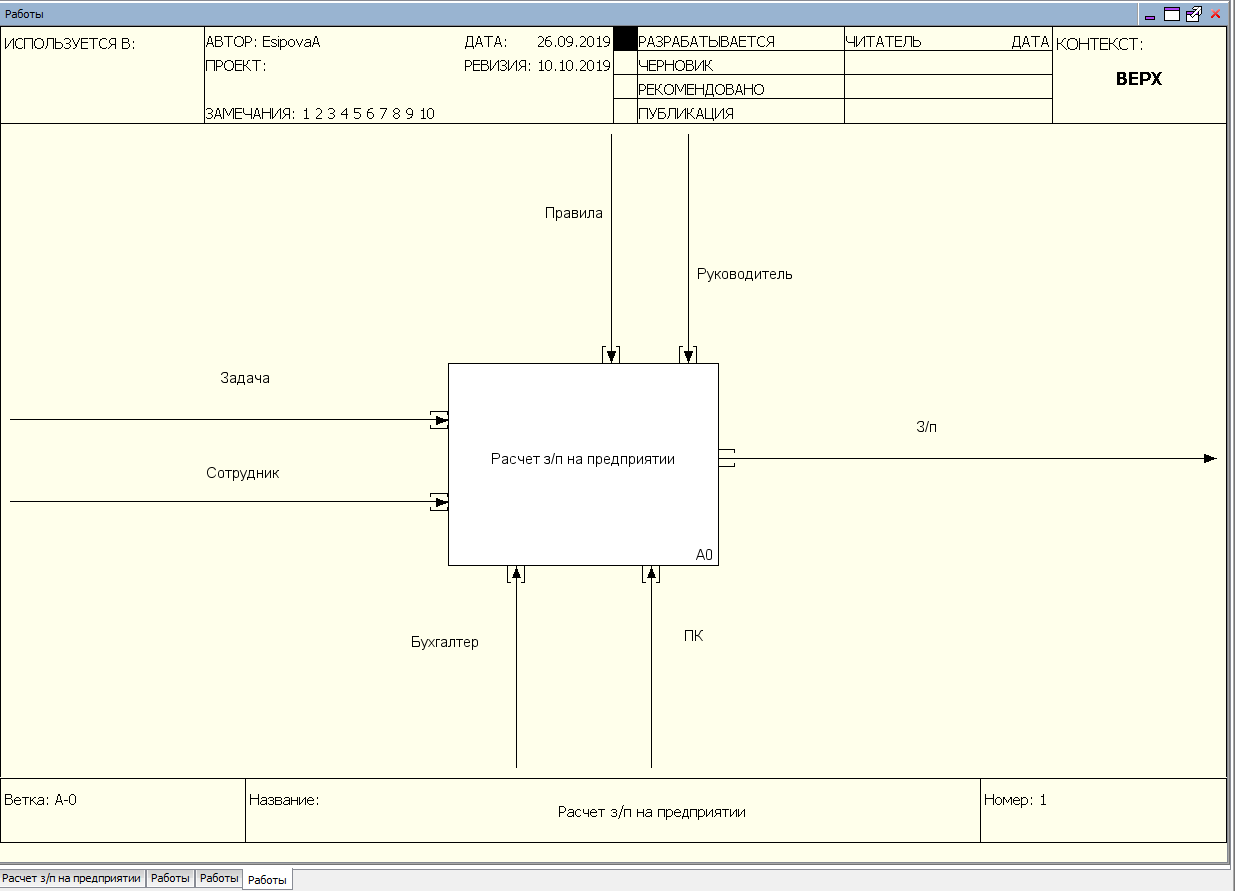 Работы
ИСПОЛЬЗУЕТСЯ В:
АВТОР: EsipovaA
ДАТА: 26.09.2019
РАЗРАБАТЫВАЕТСЯ
ЧИТАТЕЛЬ
ДАТА
КОНТЕКСТ:
ПРОЕКТ:
РЕВИЗИЯ: 10.10.2019
ЧЕРНОВИК
ВЕРХ
РЕКОМЕНДОВАНО
ЗАМЕЧАНИЯ: 1 2 3 4 5 6 7 8 9 10
ПУБЛИКАЦИЯ
Правила
Руководитель
Задача
З/п
Расчет з/п на предприятии
Сотрудник
A0
Бухгалтер
ПК
Ветка: A-0
Название:
Расчет з/п на предприятии
Номер: 1
Расчет з/п на предприятии
Работы
Работы
Работы